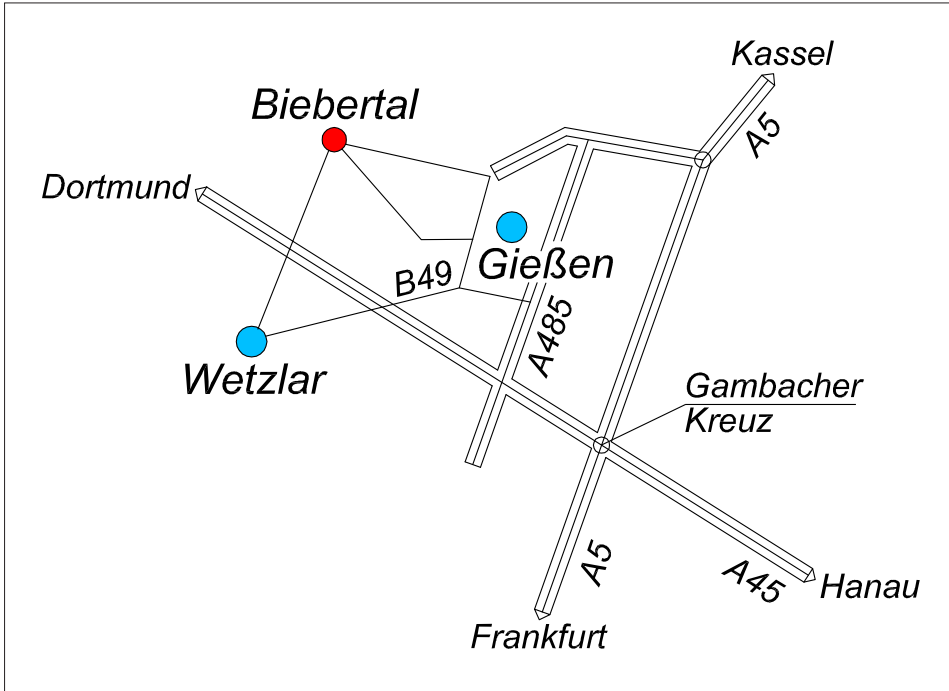 Kassel
Biebertal
A5
Dortmund
Gießen
B49
A485
Wetzlar
Gambacher
Kreuz
A5
A45
Hanau
Frankfurt